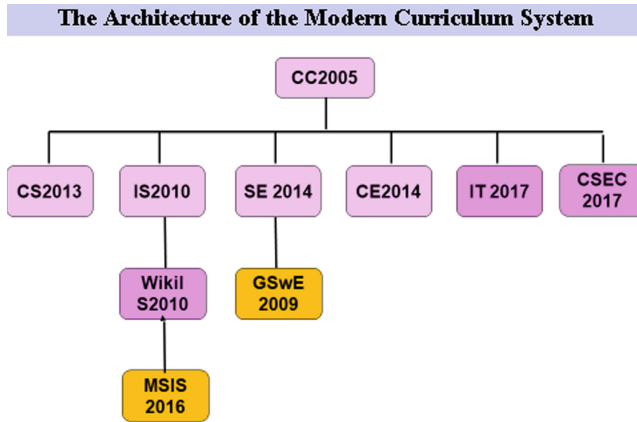 The Architecture of the Modern Curriculum System
CC2005
CS2013
IS2010
SE 2014
CE2014
IT 2017
CSEC
2017
Wikil
S2010
GSwE
2009
MSIS
2016